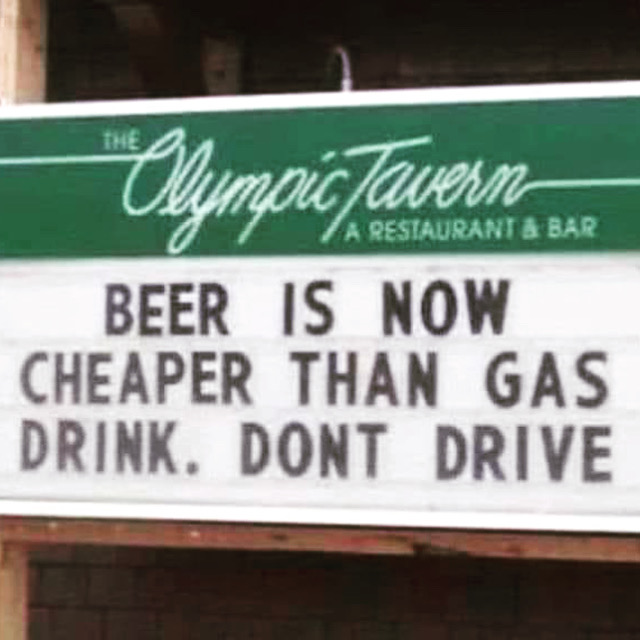 THE
Olympic Tavern
A RESTAURANT & BAR
BEER IS NOW
CHEAPER THAN GAS
DRINK. DONT DRIVE